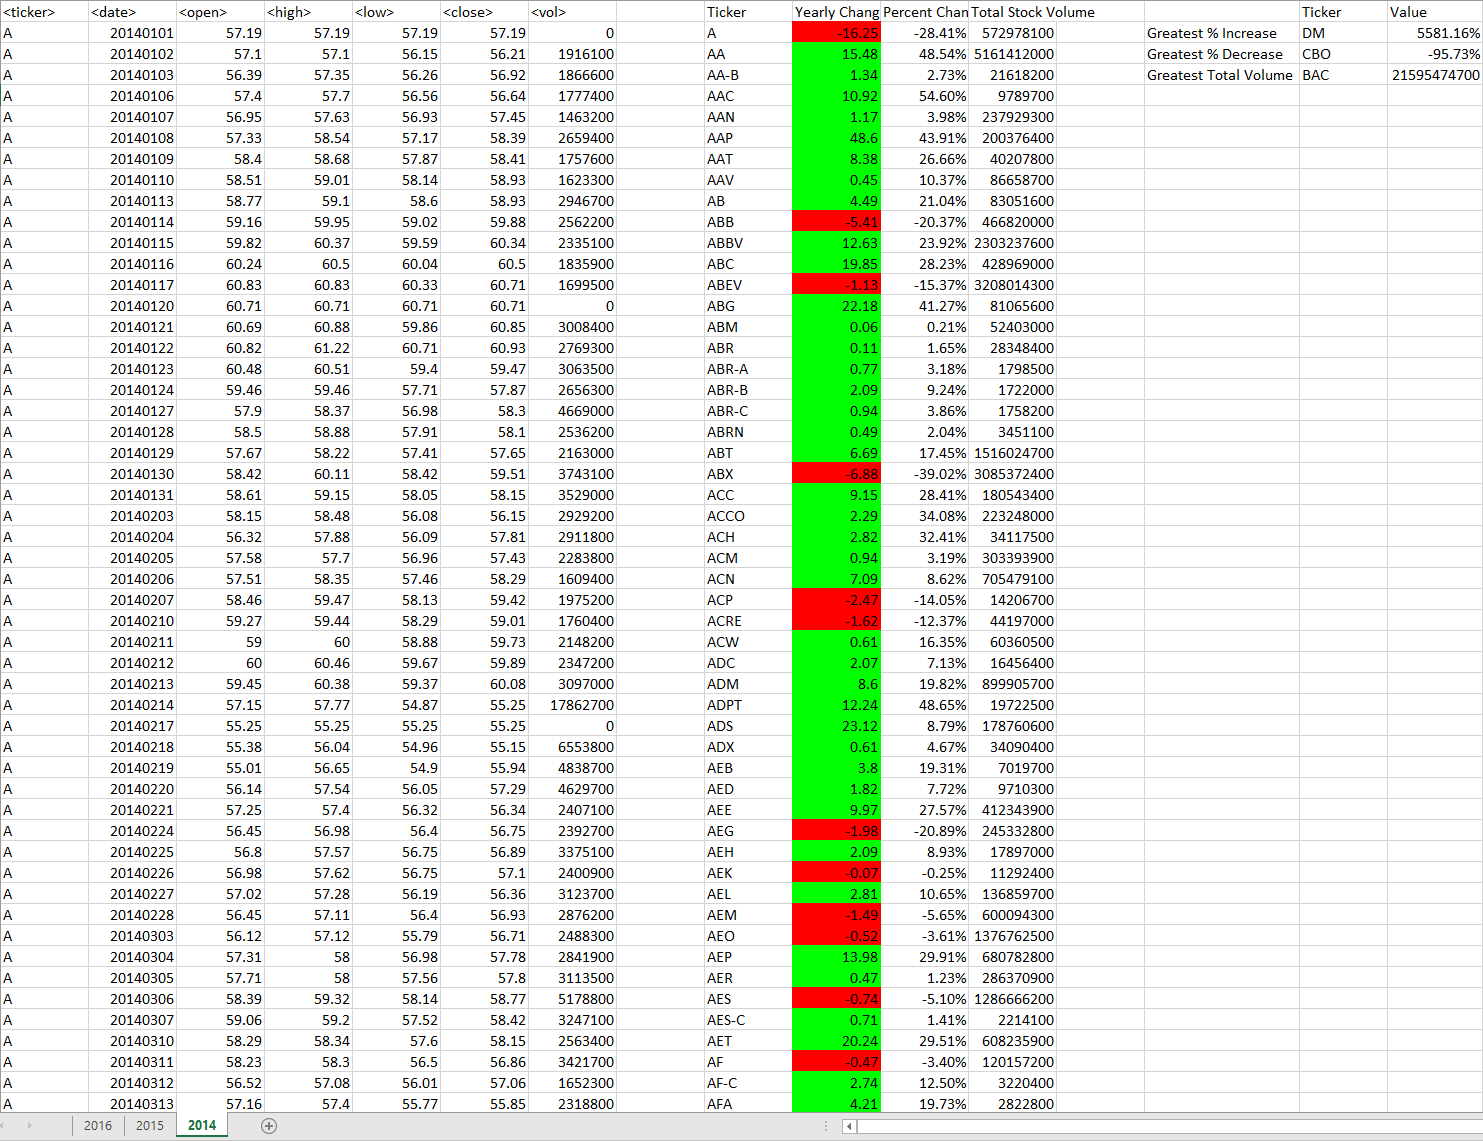 <ticker> <date> <open> <high> <low> <close> <vol> Ticker Yearly Chang Percent Chan Total Stock Volume Ticker Value
A 20140101 57.19 57.19 57.19 57.19 0 A -16.25 -28.41% 572978100 Greatest % Increase DM 5581.16%
A 20140102 57.1 57.1 56.15 56.21 1916100 AA 15.48 48.54% 5161412000 Greatest % Decrease CBO -95.73%
A 20140103 56.39 57.35 56.26 56.92 1866600 AA-B 1.34 2.73% 21618200 Greatest Total Volume BAC 21595474700
A 20140106 57.4 57.7 56.56 56.64 1777400 AAC 10.92 54.60% 9789700
A 20140107 56.95 57.63 56.93 57.45 1463200 AAN 1.17 3.98% 237929300
A 20140108 57.33 58.54 57.17 58.39 2659400 AAP 48.6 43.91% 200376400
A 20140109 58.4 58.68 57.87 58.41 1757600 AAT 8.38 26.66% 40207800
A 20140110 58.51 59.01 58.14 58.93 1623300 AAV 0.45 10.37% 86658700
A 20140113 58.77 59.1 58.6 58.93 2946700 AB 4.49 21.04% 83051600
A 20140114 59.16 59.95 59.02 59.88 2562200 ABB -5.41 -20.37% 466820000
A 20140115 59.82 60.37 59.59 60.34 2335100 ABBV 12.63 23.92% 2303237600
A 20140116 60.24 60.5 60.04 60.5 1835900 ABC 19.85 28.23% 428969000
A 20140117 60.83 60.83 60.33 60.71 1699500 ABEV -1.13 -15.37% 3208014300
A 20140120 60.71 60.71 60.71 60.71 0 ABG 22.18 41.27% 81065600
A 20140121 60.69 60.88 59.86 60.85 3008400 ABM 0.06 0.21% 52403000
A 20140122 60.82 61.22 60.71 60.93 2769300 ABR 0.11 1.65% 28348400
A 20140123 60.48 60.51 59.4 59.47 3063500 ABR-A 0.77 3.18% 1798500
A 20140124 59.46 59.46 57.71 57.87 2656300 ABR-B 2.09 9.24% 1722000
A 20140127 57.9 58.37 56.98 58.3 4669000 ABR-C 0.94 3.86% 1758200
A 20140128 58.5 58.88 57.91 58.1 2536200 ABRN 0.49 2.04% 3451100
A 20140129 57.67 58.22 57.41 57.65 2163000 ABT 6.69 17.45% 1516024700
A 20140130 58.42 60.11 58.42 59.51 3743100 ABX -6.88 -39.02% 3085372400
A 20140131 58.61 59.15 58.05 58.15 3529000 ACC 9.15 28.41% 180543400
A 20140203 58.15 58.48 56.08 56.15 2929200 ACCO 2.29 34.08% 223248000
A 20140204 56.32 57.88 56.09 57.81 2911800 ACH 2.82 32.41% 34117500
A 20140205 57.58 57.7 56.96 57.43 2283800 ACM 0.94 3.19% 303393900
A 20140206 57.51 58.35 57.46 58.29 1609400 ACN 7.09 8.62% 705479100
A 20140207 58.46 59.47 58.13 59.42 1975200 ACP -2.47 -14.05% 14206700
A 20140210 59.27 59.44 58.29 59.01 1760400 ACRE -1.62 -12.37% 44197000
A 20140211 59 60 58.88 59.73 2148200 ACW 0.61 16.35% 60360500
A 20140212 60 60.46 59.67 59.89 2347200 ADC 2.07 7.13% 16456400
A 20140213 59.45 60.38 59.37 60.08 3097000 ADM 8.6 19.82% 899905700
A 20140214 57.15 57.77 54.87 55.25 17862700 ADPT 12.24 48.65% 19722500
A 20140217 55.25 55.25 55.25 55.25 0 ADS 23.12 8.79% 178760600
A 20140218 55.38 56.04 54.96 55.15 6553800 ADX 0.61 4.67% 34090400
A 20140219 55.01 56.65 54.9 55.94 4838700 AEB 3.8 19.31% 7019700
A 20140220 56.14 57.54 56.05 57.29 4629700 AED 1.82 7.72% 9710300
A 20140221 57.25 57.4 56.32 56.34 2407100 AEE 9.97 27.57% 412343900
A 20140224 56.45 56.98 56.4 56.75 2392700 AEG -1.98 -20.89% 245332800
A 20140225 56.8 57.57 56.75 56.89 3375100 AEH 2.09 8.93% 17897000
A 20140226 56.98 57.62 56.75 57.1 2400900 AEK -0.07 -0.25% 11292400
A 20140227 57.02 57.28 56.19 56.36 3123700 AEL 2.81 10.65% 136859700
A 20140228 56.45 57.11 56.4 56.93 2876200 AEM -1.49 -5.65% 600094300
A 20140303 56.12 57.12 55.79 56.71 2488300 AEO -0.52 -3.61% 1376762500
A 20140304 57.31 58 56.98 57.78 2841900 AEP 13.98 29.91% 680782800
A 20140305 57.71 58 57.56 57.8 3113500 AER 0.47 1.23% 286370900
A 20140306 58.39 59.32 58.14 58.77 5178800 AES -0.74 -5.10% 1286666200
A 20140307 59.06 59.2 57.52 58.42 3247100 AES-C 0.71 1.41% 2214100
A 20140310 58.29 58.34 57.6 58.15 2563400 AET 20.24 29.51% 608235900
A 20140311 58.23 58.3 56.5 56.86 3421700 AF -0.47 -3.40% 120157200
A 20140312 56.52 57.08 56.01 57.06 1652300 AF-C 2.74 12.50% 3220400
A 20140313 57.16 57.4 55.77 55.85 2318800 AFA 4.21 19.73% 2822800
2016 2015 2014